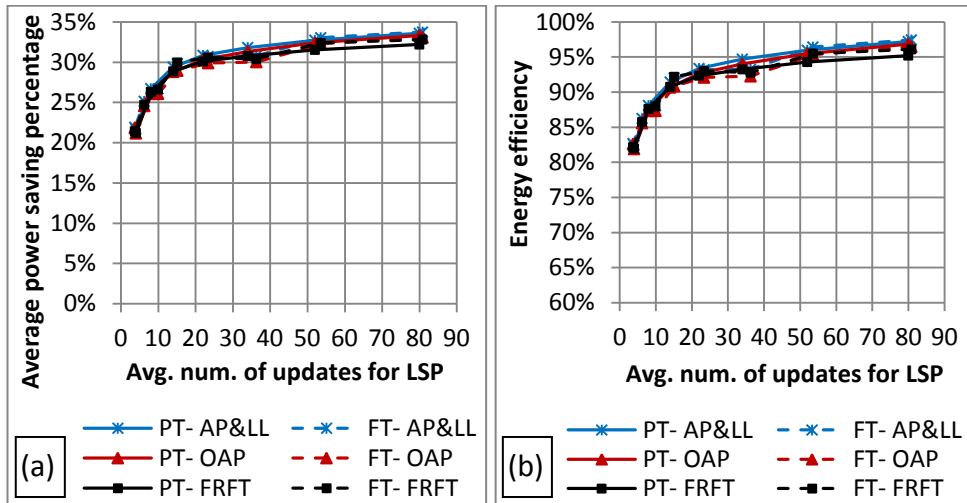 Average power saving percentage
35%
30%
25%
20%
15%
10%
5%
0%
0 10 20 30 40 50 60 70 80 90
Avg. num. of updates for LSP
(a)
PT- AP&LL FT- AP&LL
PT- OAP FT- OAP
PT- FRFT FT- FRFT
Energy efficiency
100%
95%
90%
85%
80%
75%
70%
65%
60%
0 10 20 30 40 50 60 70 80 90
Avg. num. of updates for LSP
(b)
PT- AP&LL FT- AP&LL
PT- OAP FT- OAP
PT- FRFT FT- FRFT